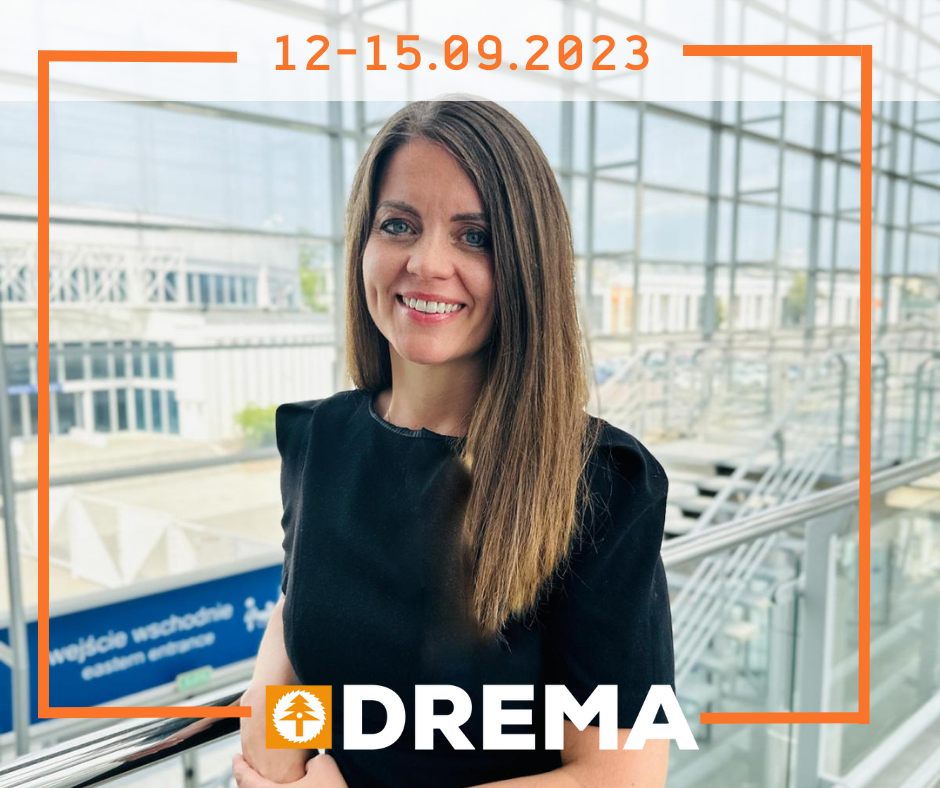 12-15.09.2023
wejście wschodnie
eastern entrance
DREMA